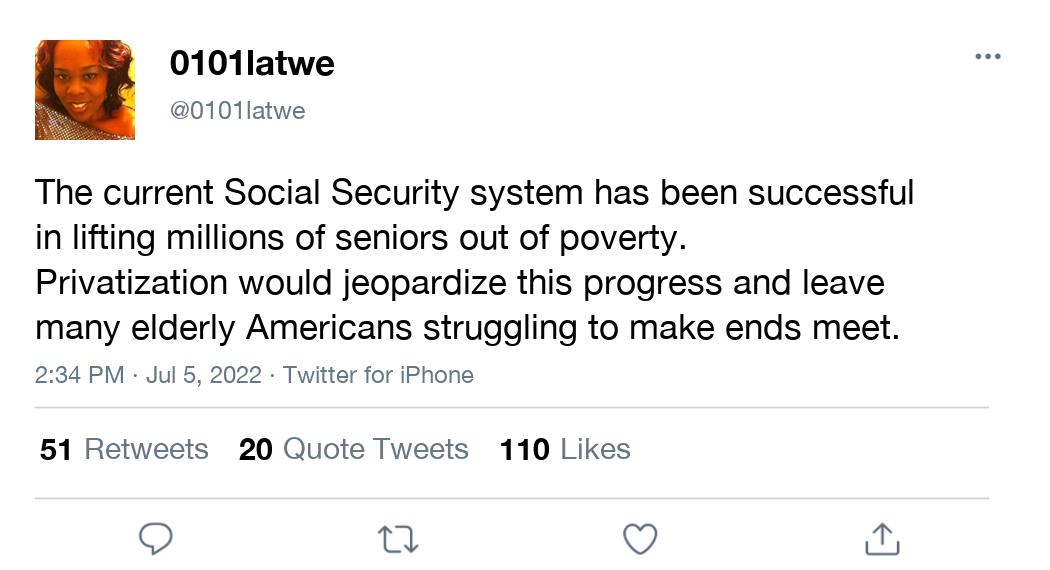 0101latwe
@0101latwe
The current Social Security system has been successful
in lifting millions of seniors out of poverty.
Privatization would jeopardize this progress and leave
many elderly Americans struggling to make ends meet.
2:34 PM · Jul 5, 2022 · Twitter for iPhone
51 Retweets 20 Quote Tweets 110 Likes